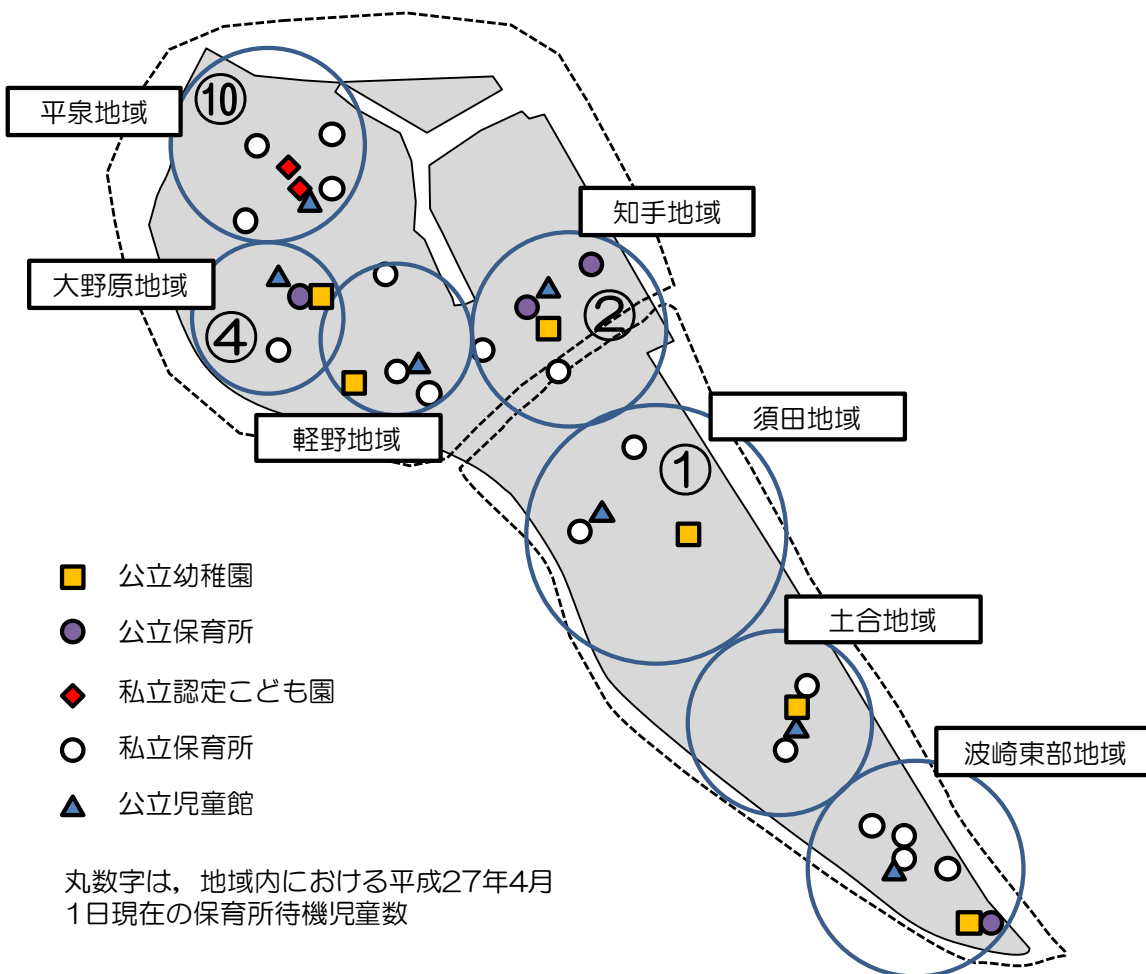 ⑩
平泉地域
知手地域
大野原地域
②
④
須田地域
軽野地域
①
公立幼稚園
公立保育所
土合地域
私立認定こども園
私立保育所
波崎東部地域
公立児童館
丸数字は，地域内における平成27年4月
1日現在の保育所待機児童数